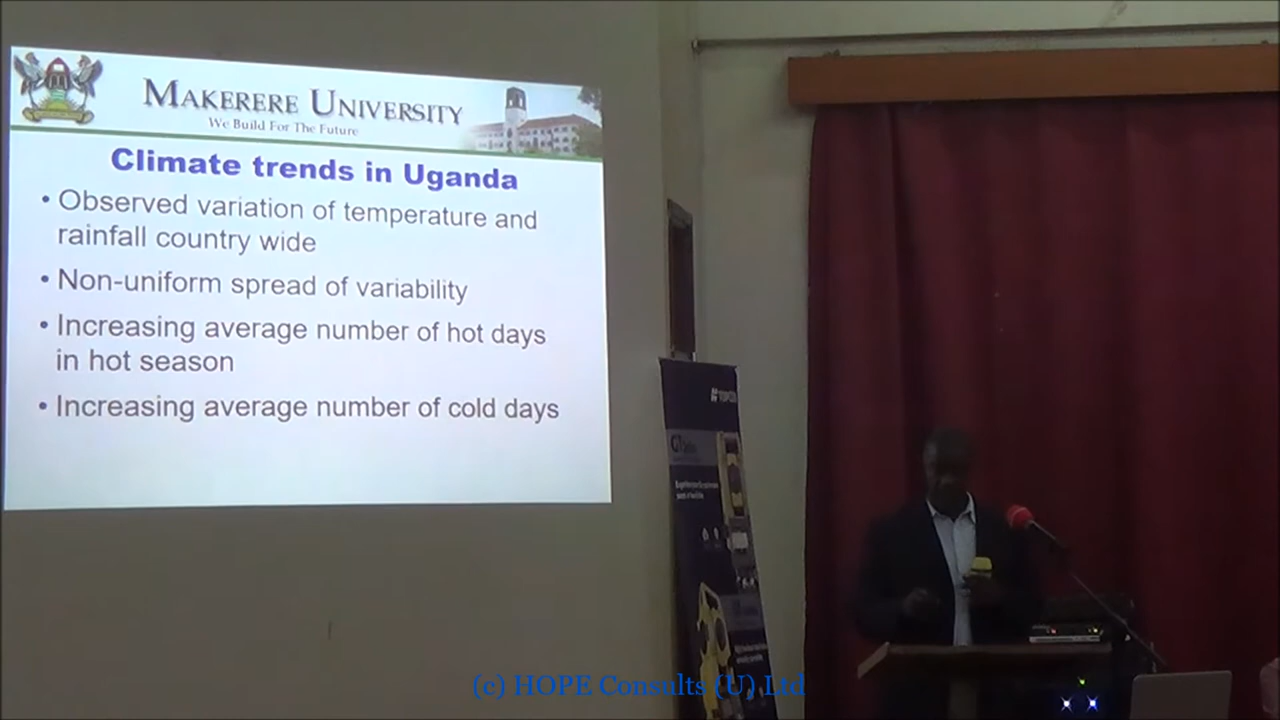 MAKERERE UNIVERSITY
We Build For The Future
Climate trends in Uganda
• Observed variation of temperature and
rainfall country wide
• Non-uniform spread of variability
• Increasing average number of hot days
in hot season
• Increasing average number of cold days
(c) HOPE Consults (U) Ltd